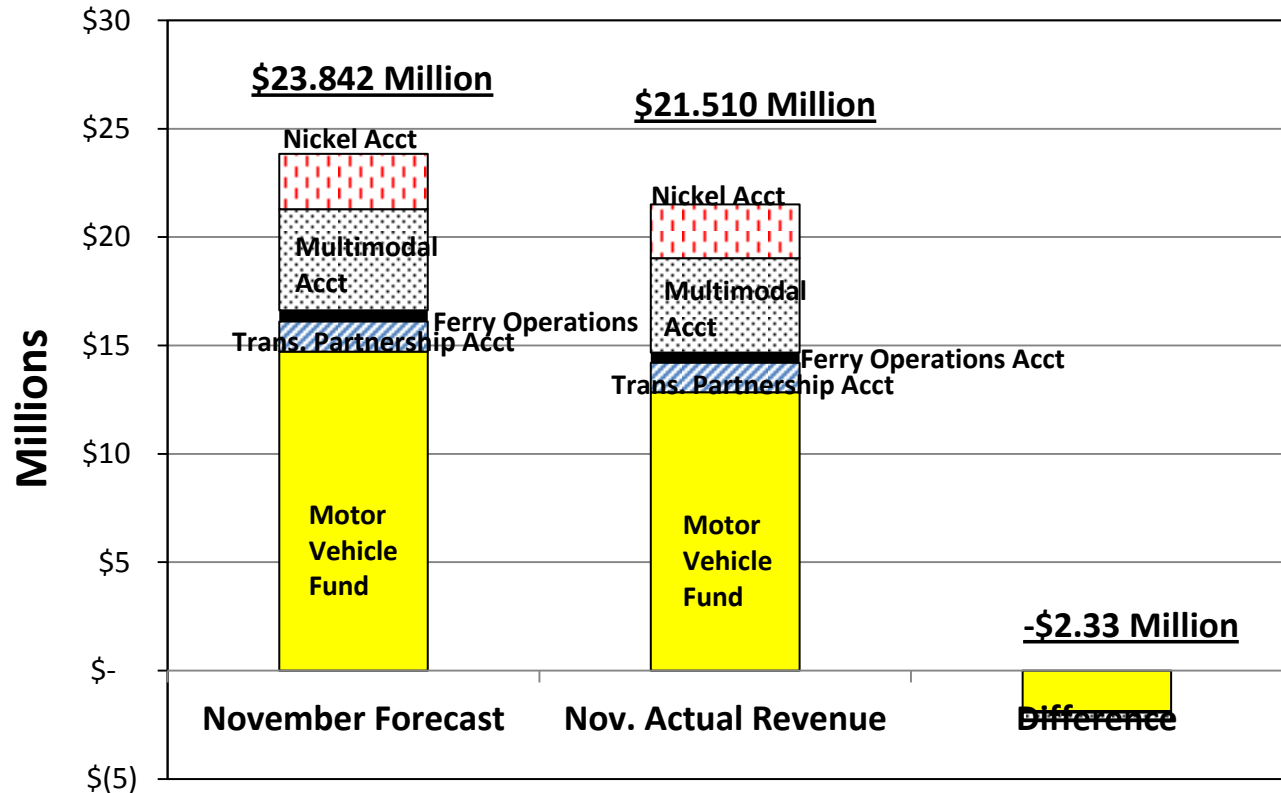 $30
$25
$20
$15
$10
$5
$-
$(5)
Millions
$23.842 Million
Nickel Acct
Multimodal
Acct
Ferry Operations
Trans. Partnership Acct
Motor
Vehicle
Fund
$21.510 Million
Nickel Acct
Multimodal
Acct
Ferry Operations Acct
Trans. Partnership Acct
Motor
Vehicle
Fund
-$2.33 Million
November Forecast
Nov. Actual Revenue
Difference